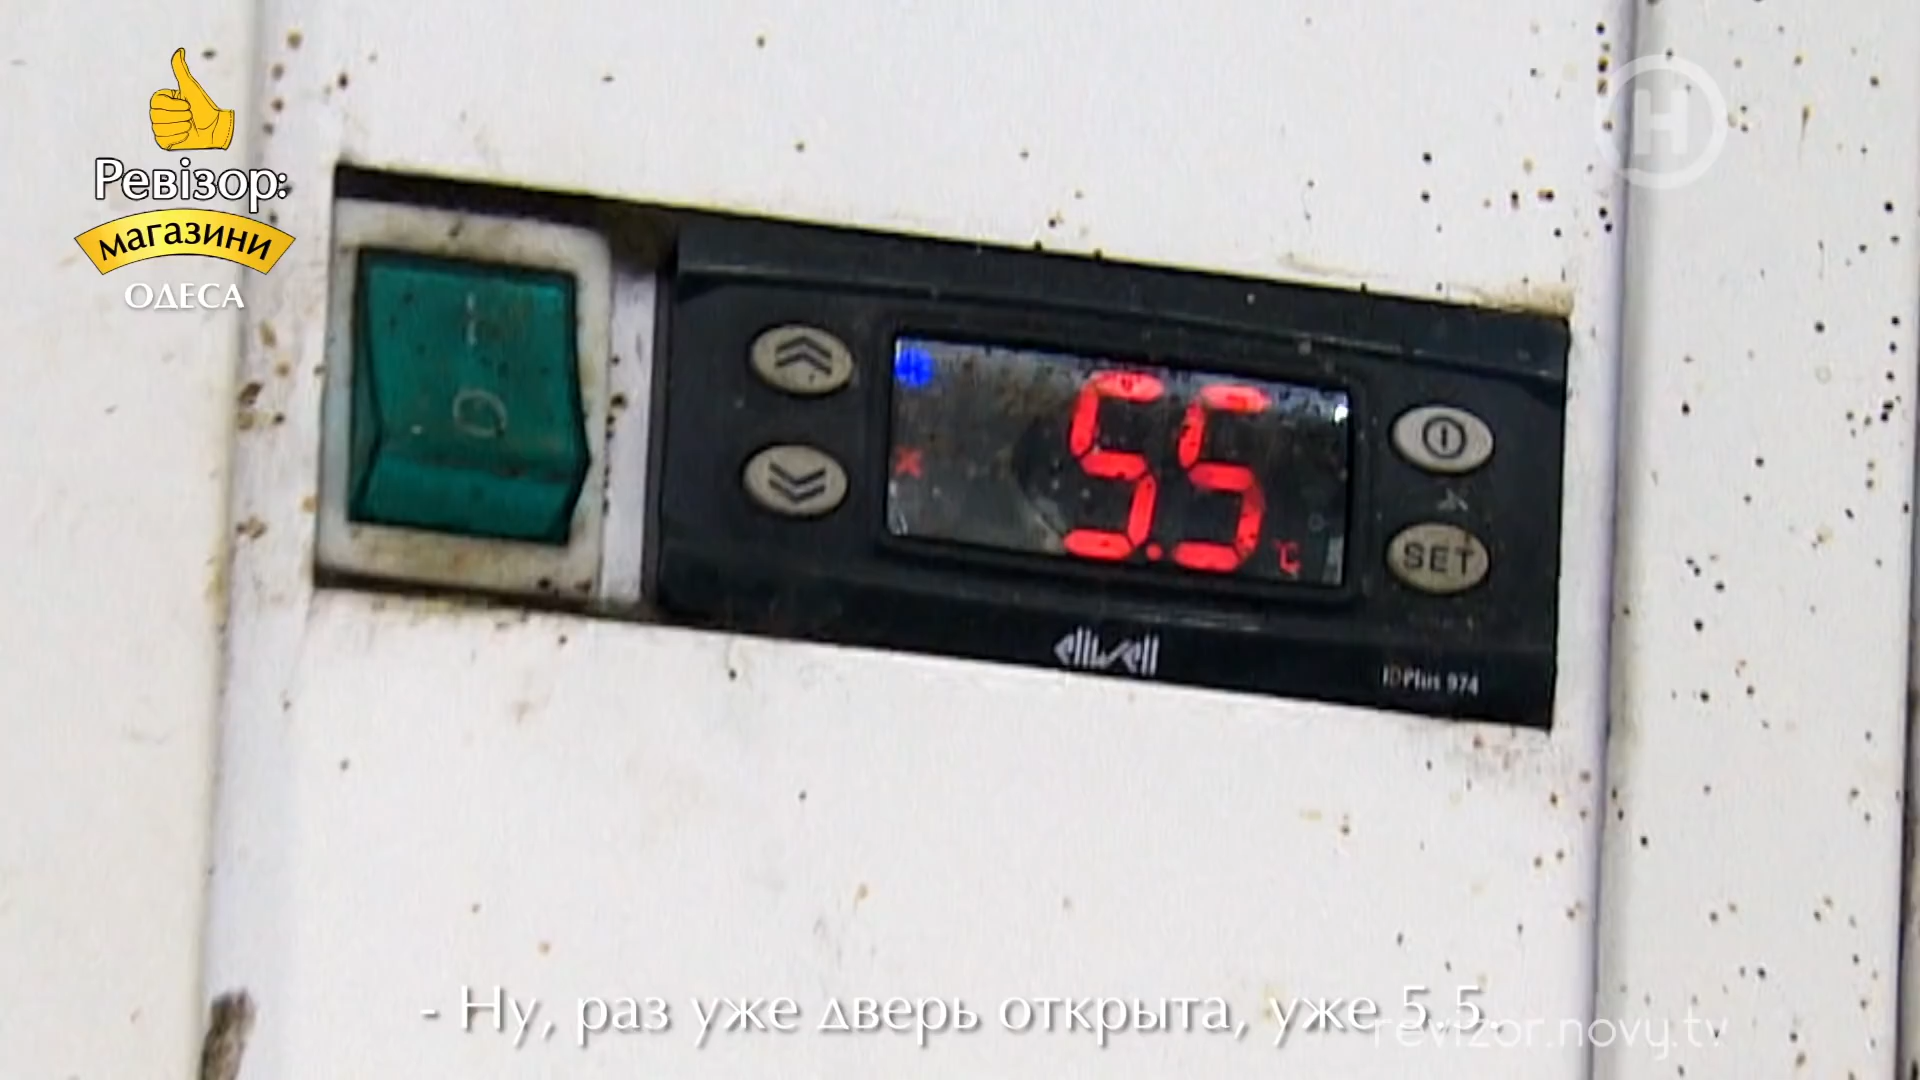 Ревізор:
магазини
ОДЕСА
Н
5.5 °C
SET
eliwell
IDPlus 974
- Ну, раз уже дверь открыта, уже 5.5.
revizor.novy.tv